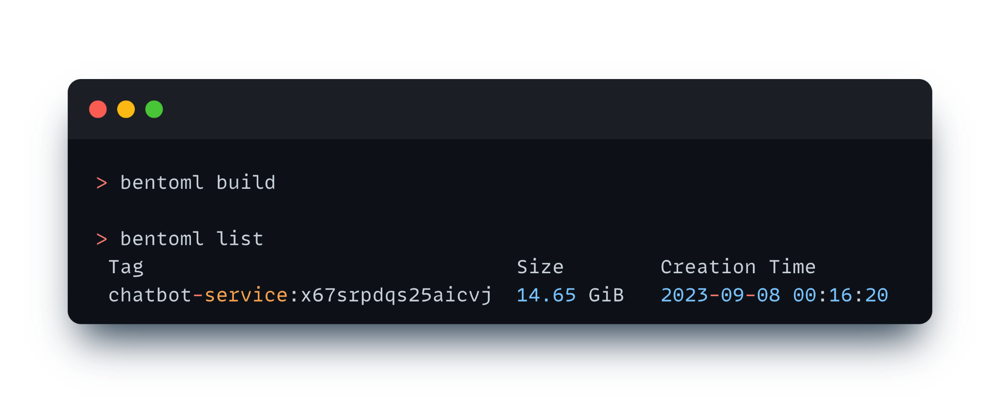 > bentoml build
> bentoml list
Tag Size Creation Time
chatbot-service:x67srpdqs25aicvj 14.65 GiB 2023-09-08 00:16:20